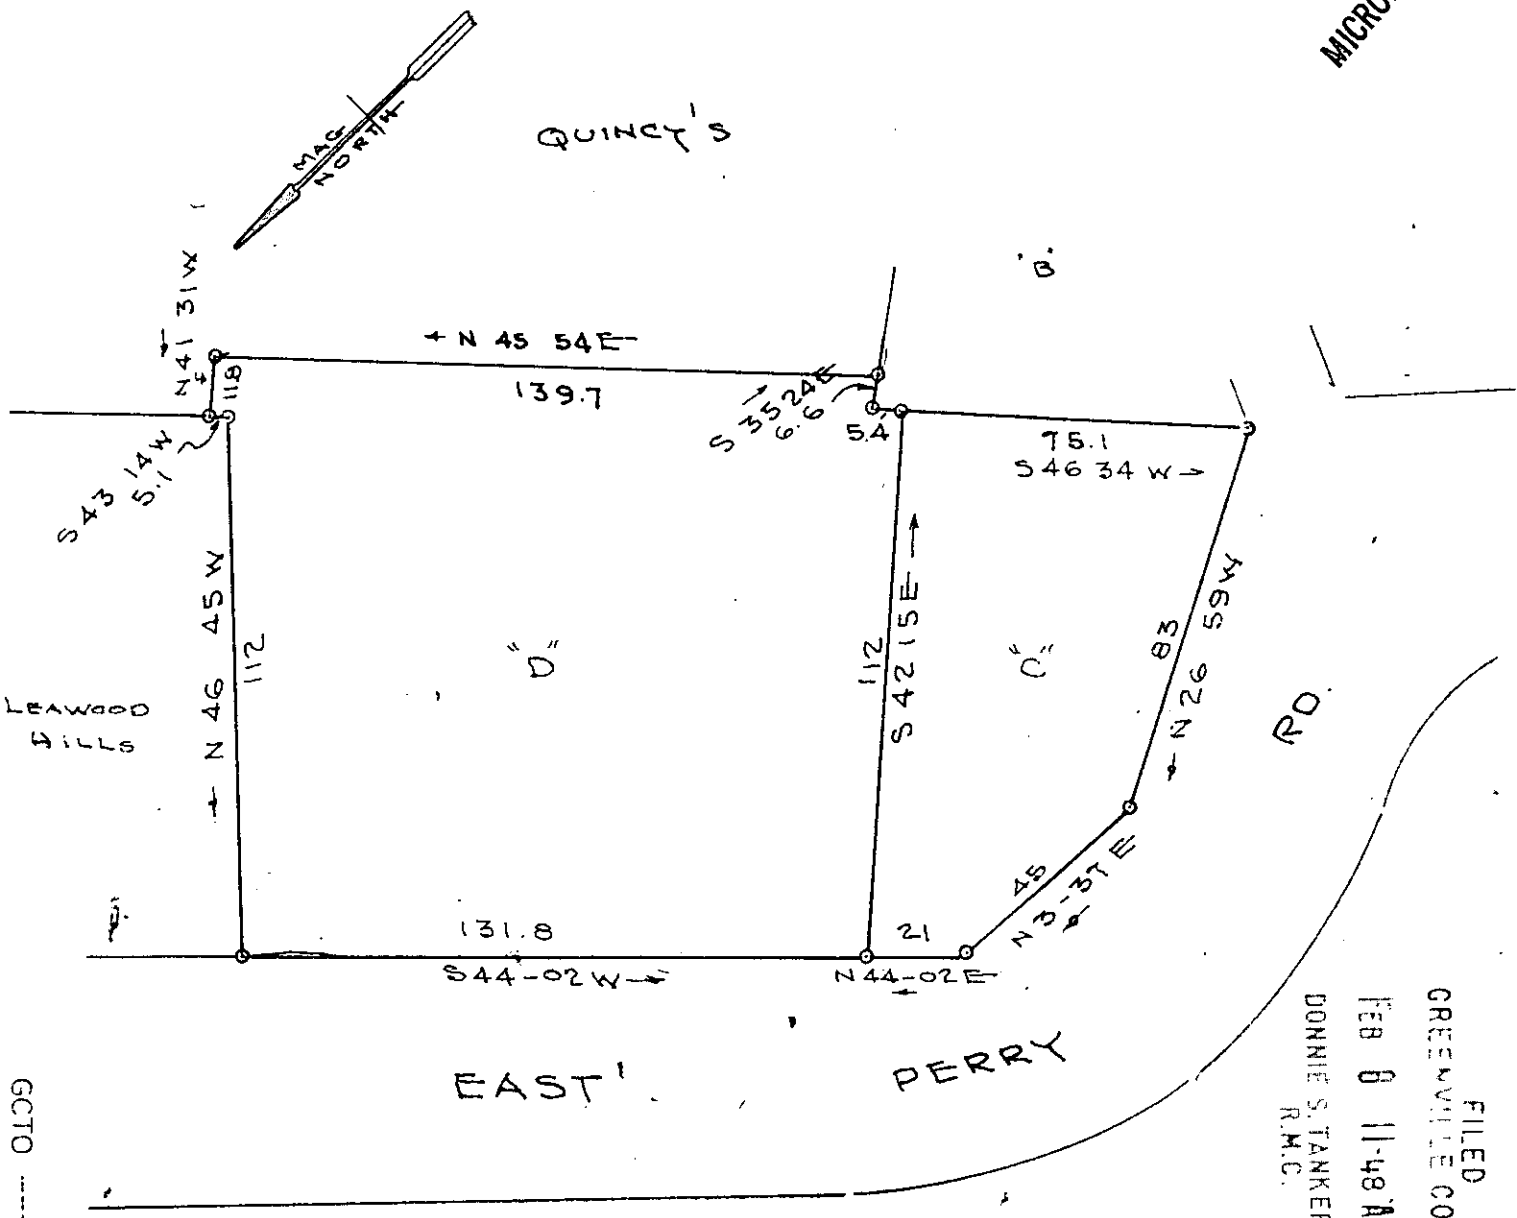 MAG
NORTH
QUINCY'S
'B'
N 41 31 W
11.8
N 45 54 E
139.7
S 35 24 E
6.6
5.4
75.1
S 46 34 W
S 43 14 W
5.1
N 46 45 W
112
"D"
112
S 42 15 E
"C"
83
N 26 59 W
RD.
LEAWOOD
HILLS
45
N 3-37 E
131.8
S 44-02 W
21
N 44-02 E
EAST
PERRY
FILED
GREENVILLE CO
FEB 8 11:48 A
DONNIE S. TANKER
R.M.C.
GCTO